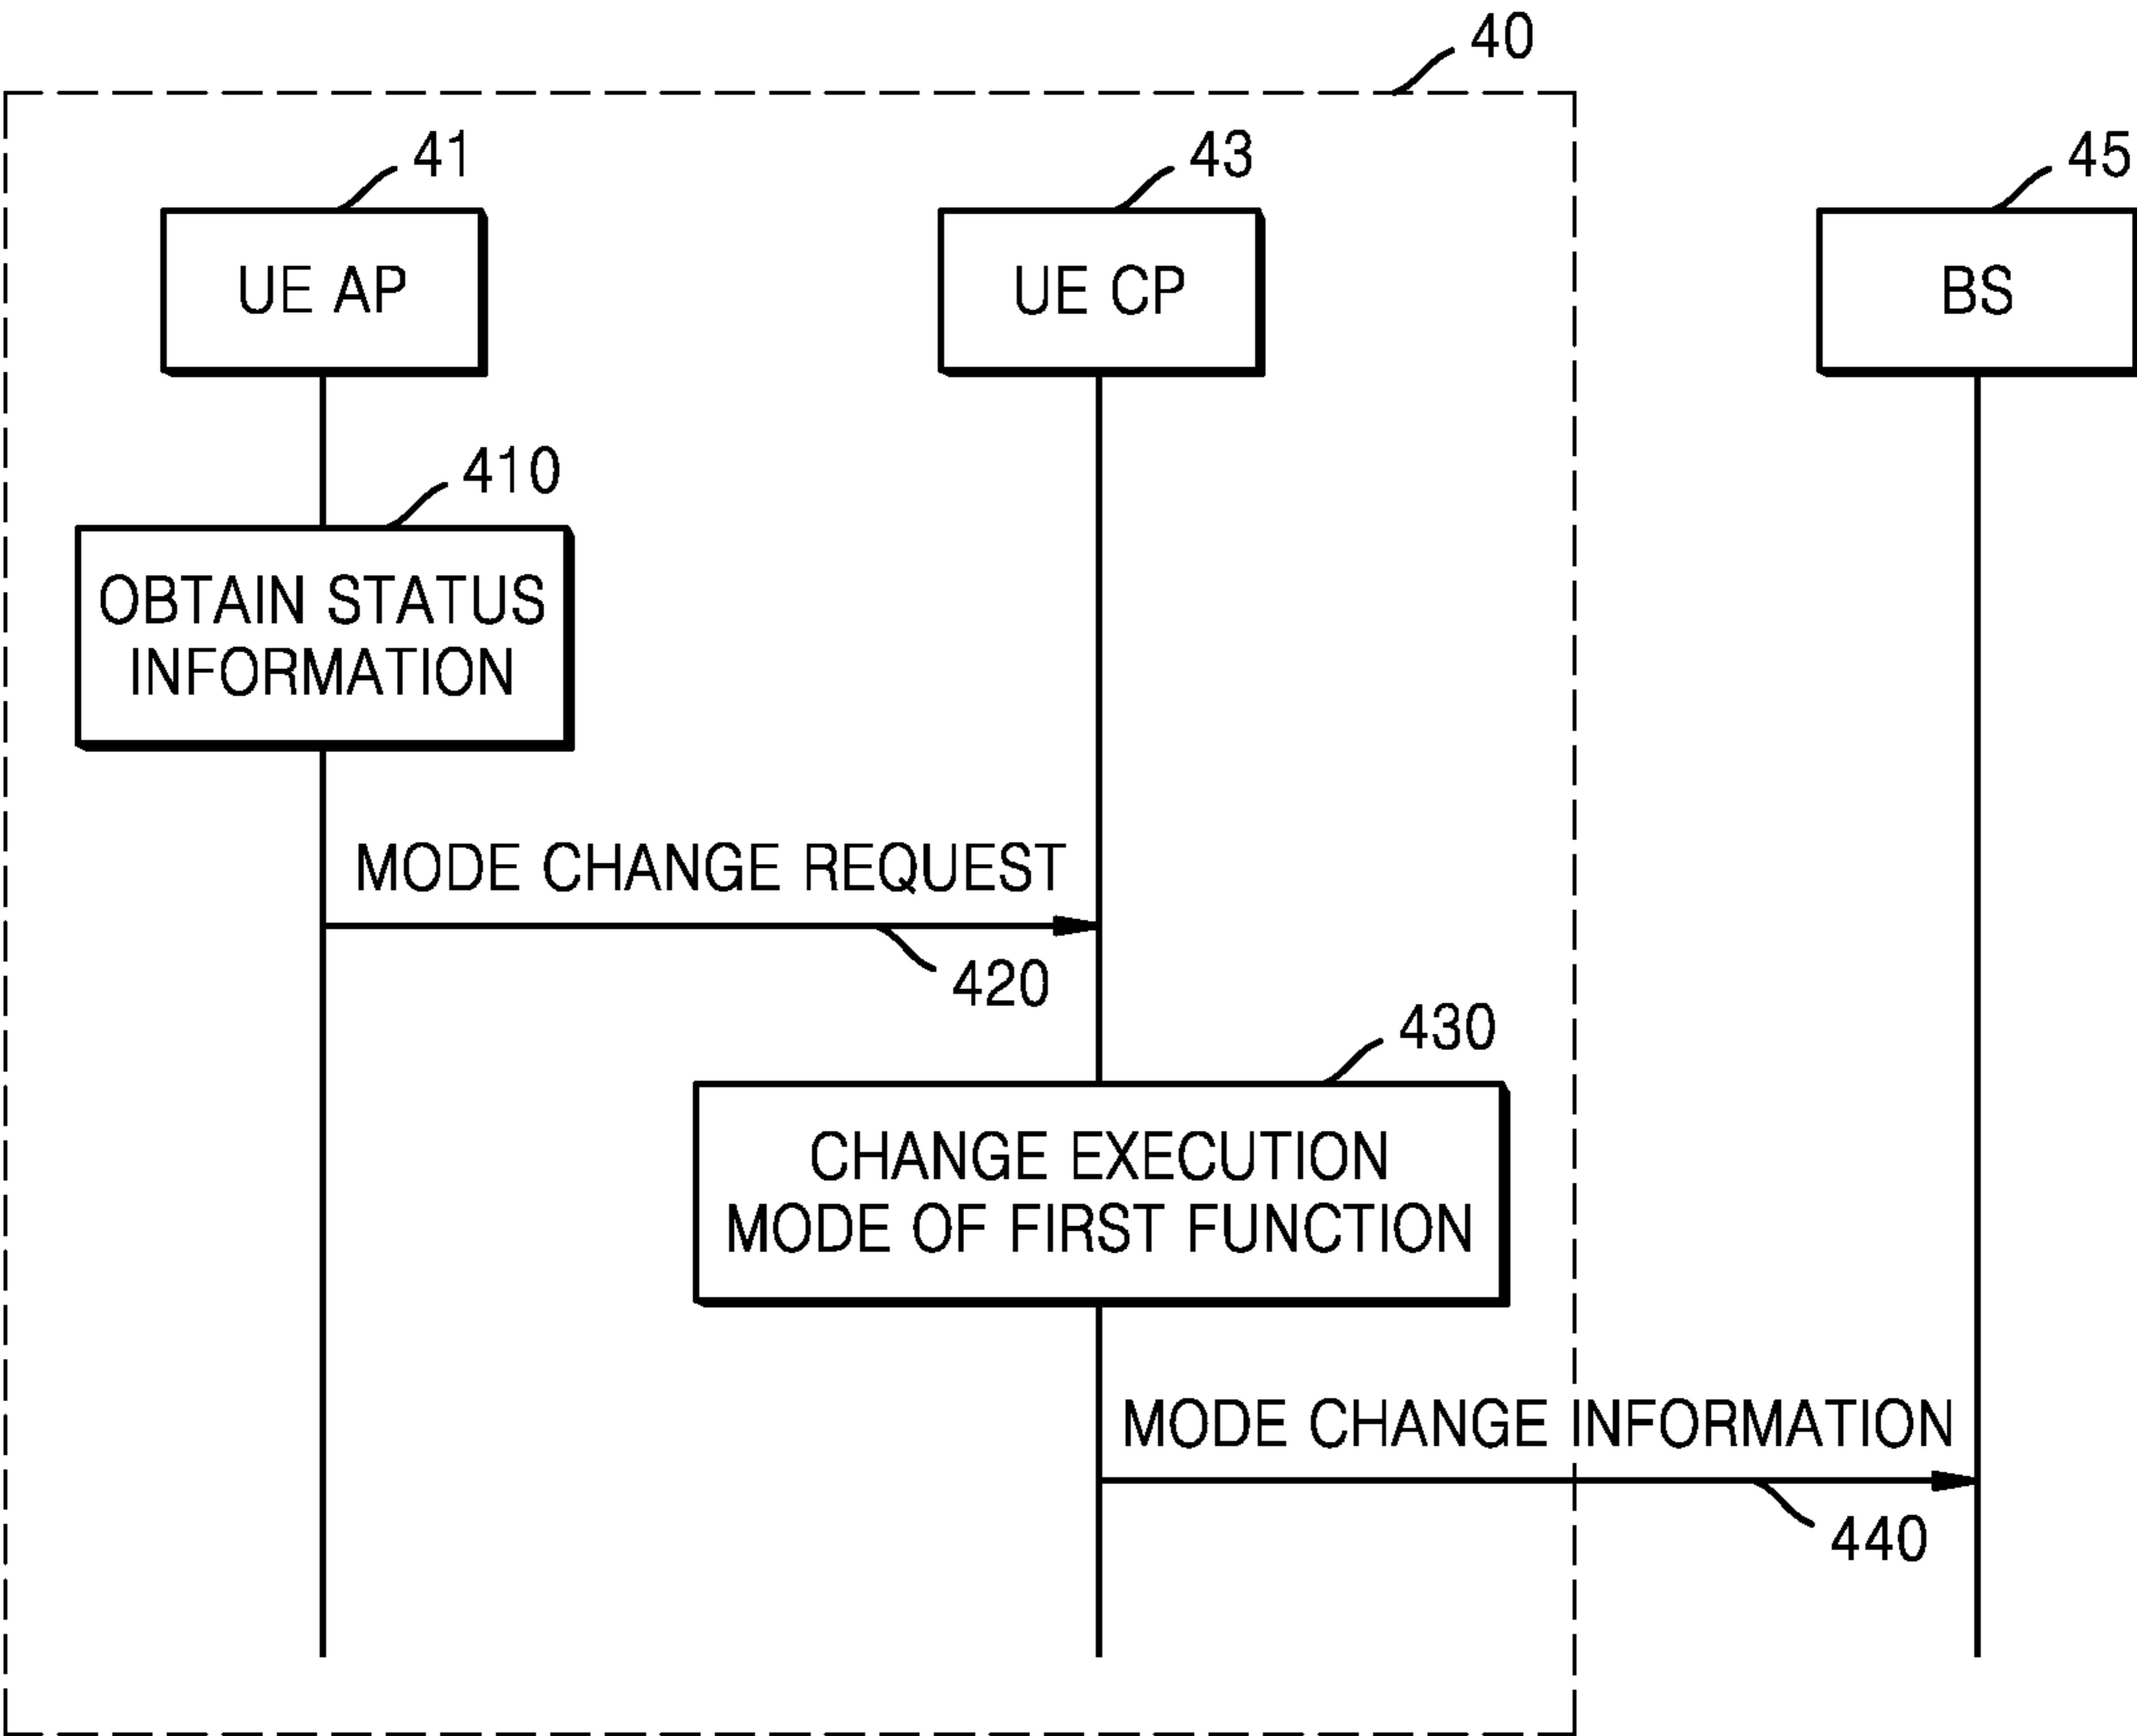 40
41
43
45
UE AP
UE CP
BS
410
OBTAIN STATUS
INFORMATION
MODE CHANGE REQUEST
420
430
CHANGE EXECUTION
MODE OF FIRST FUNCTION
MODE CHANGE INFORMATION
440